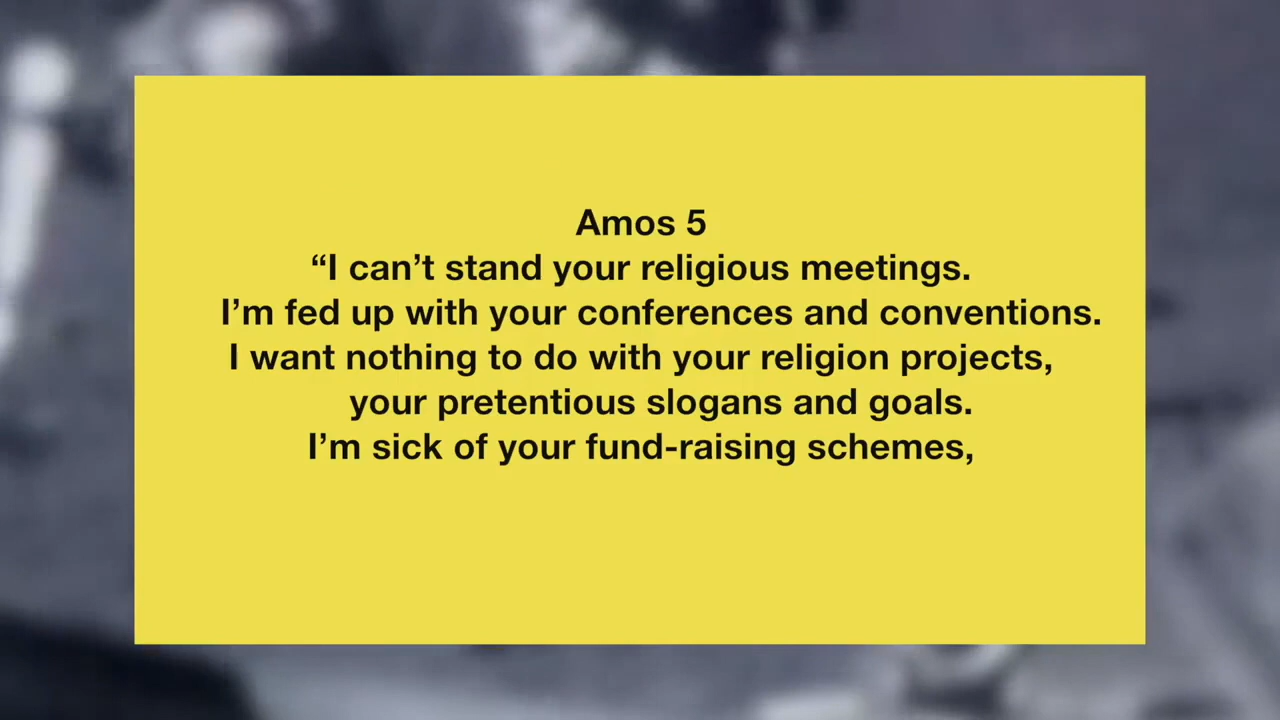 Amos 5
“I can’t stand your religious meetings.
I’m fed up with your conferences and conventions.
I want nothing to do with your religion projects,
your pretentious slogans and goals.
I’m sick of your fund-raising schemes,